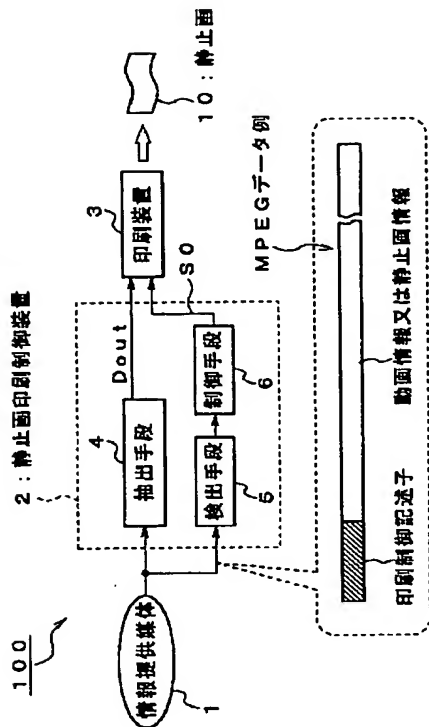 100
2：静止画印刷制御装置
情報提供媒体
1
4
抽出手段
Dout
5
検出手段
6
制御手段
SO
3
印刷装置
10：静止画
MPEGデータ例
印刷制御記述子
動画情報又は静止画情報